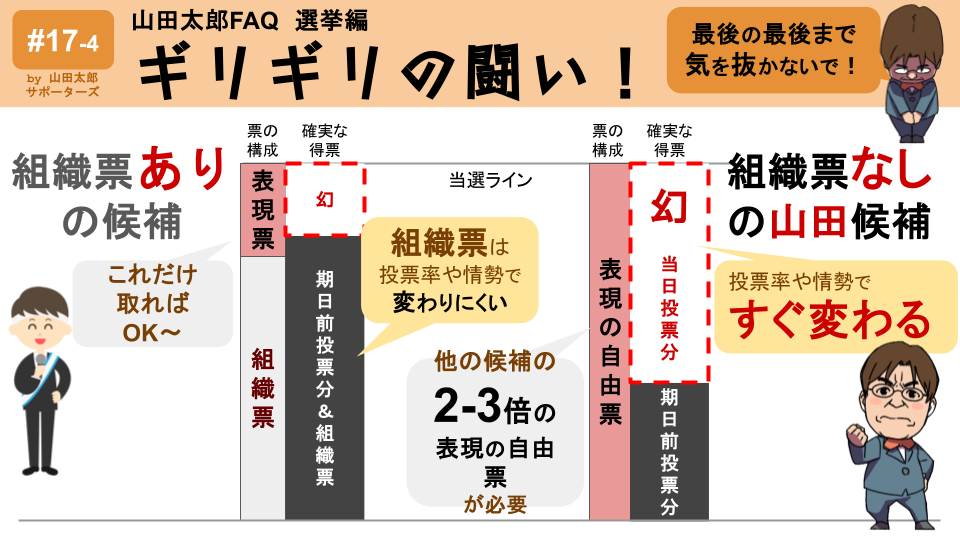 #17-4
by 山田太郎
サポーターズ
山田太郎FAQ 選挙編
ギリギリの闘い！
最後の最後まで
気を抜かないで！
組織票あり
の候補
これだけ
取れば
OK～
票の
構成
確実な
得票
表現票
組織票
幻
期日前投票分＆組織票
当選ライン
組織票は
投票率や情勢で
変わりにくい
他の候補の
2-3倍の
表現の自由
票
が必要
票の
構成
確実な
得票
表現の自由票
幻
当日投票分
期日前投票分
組織票なし
の山田候補
投票率や情勢で
すぐ変わる